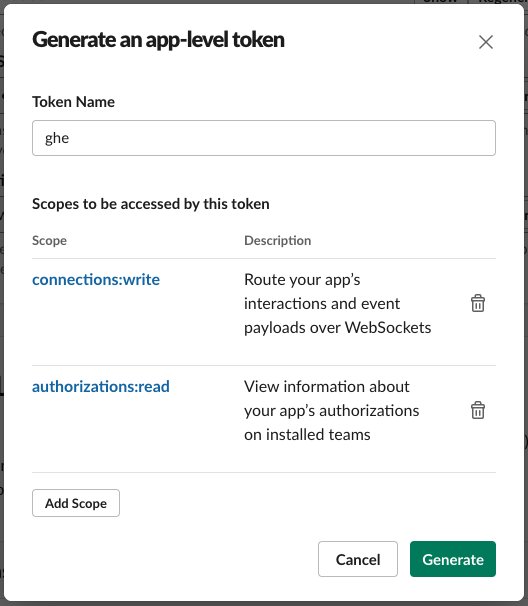 Generate an app-level token
Token Name
ghe
Scopes to be accessed by this token
Scope
Description
connections:write
Route your app's
interactions and event
payloads over WebSockets
authorizations:read
View information about
your app's authorizations
on installed teams
Add Scope
Cancel
Generate